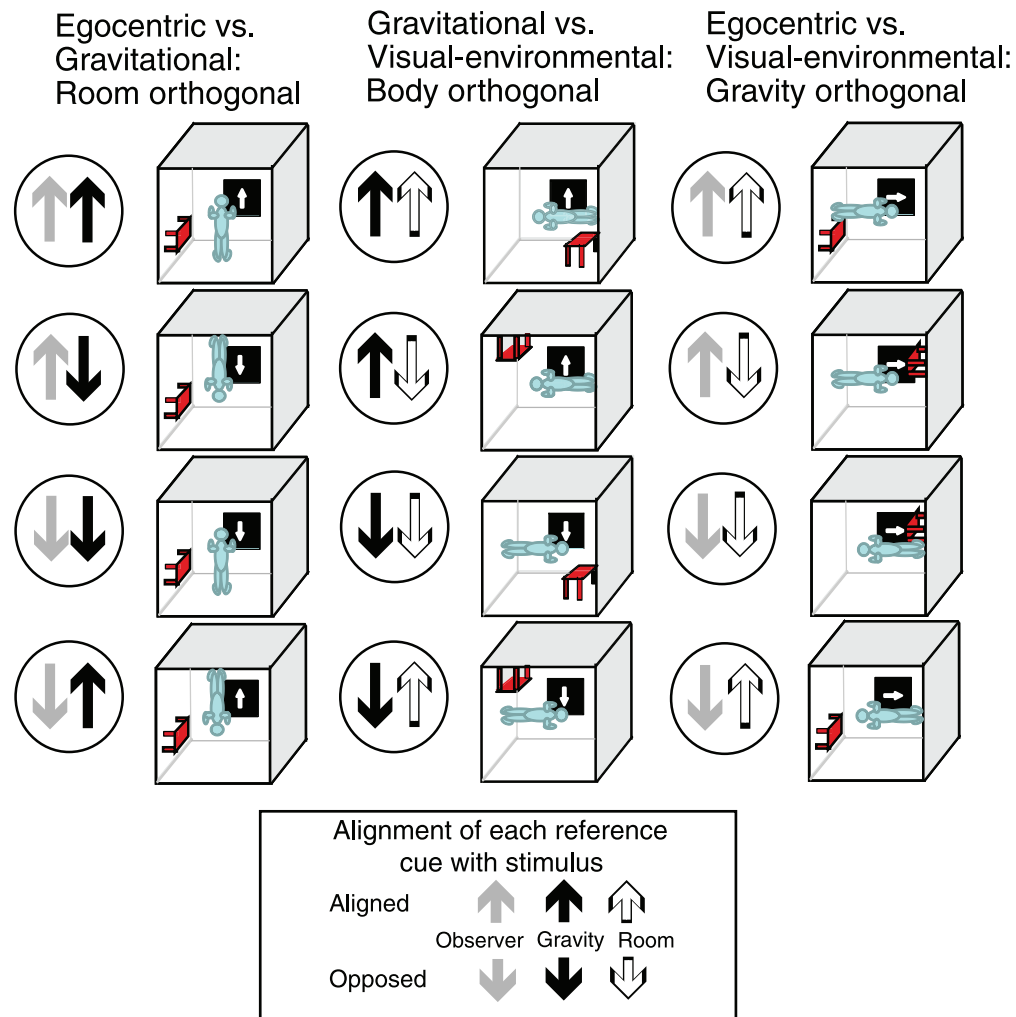 Egocentric vs.
Gravitational:
Room orthogonal
Gravitational vs.
Visual-environmental:
Body orthogonal
Egocentric vs.
Visual-environmental:
Gravity orthogonal
Alignment of each reference
cue with stimulus
Aligned
Observer Gravity Room
Opposed